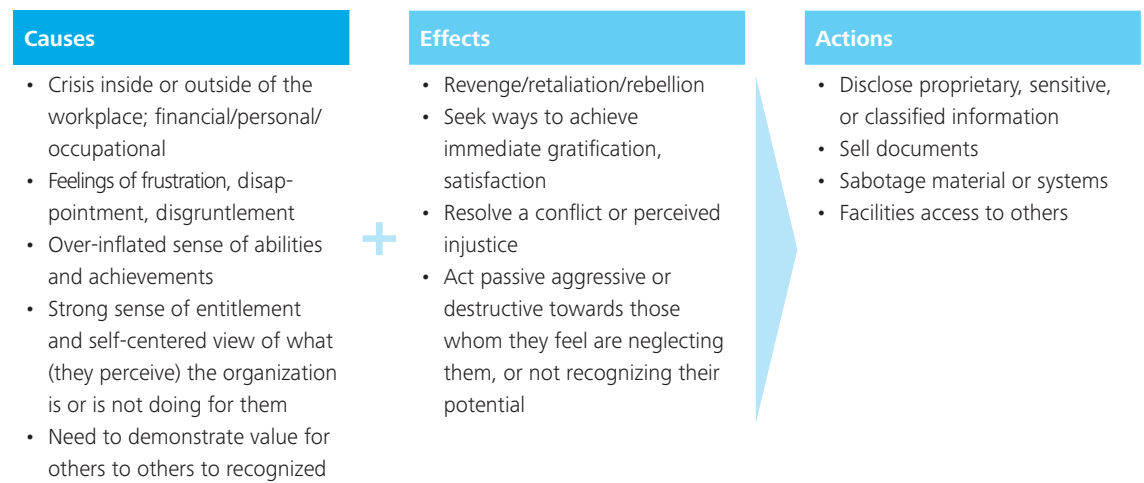 Causes
• Crisis inside or outside of the
workplace; financial/personal/
occupational
• Feelings of frustration, disap-
pointment, disgruntlement
• Over-inflated sense of abilities
and achievements
• Strong sense of entitlement
and self-centered view of what
(they perceive) the organization
is or is not doing for them
• Need to demonstrate value for
others to others to recognized
+
Effects
• Revenge/retaliation/rebellion
• Seek ways to achieve
immediate gratification,
satisfaction
• Resolve a conflict or perceived
injustice
• Act passive aggressive or
destructive towards those
whom they feel are neglecting
them, or not recognizing their
potential
Actions
• Disclose proprietary, sensitive,
or classified information
• Sell documents
• Sabotage material or systems
• Facilities access to others